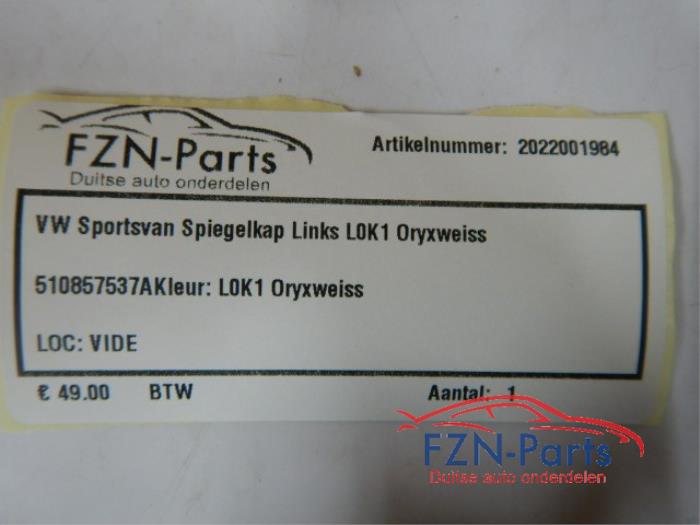 FZN-Parts
Duitse auto onderdelen
Artikelnummer: 2022001984
VW Sportsvan Spiegelkap Links L0K1 Oryxweiss
510857537AKleur: L0K1 Oryxweiss
LOC: VIDE
€ 49.00 BTW Aantal: 1
FZN-Parts
Duitse auto onderdelen